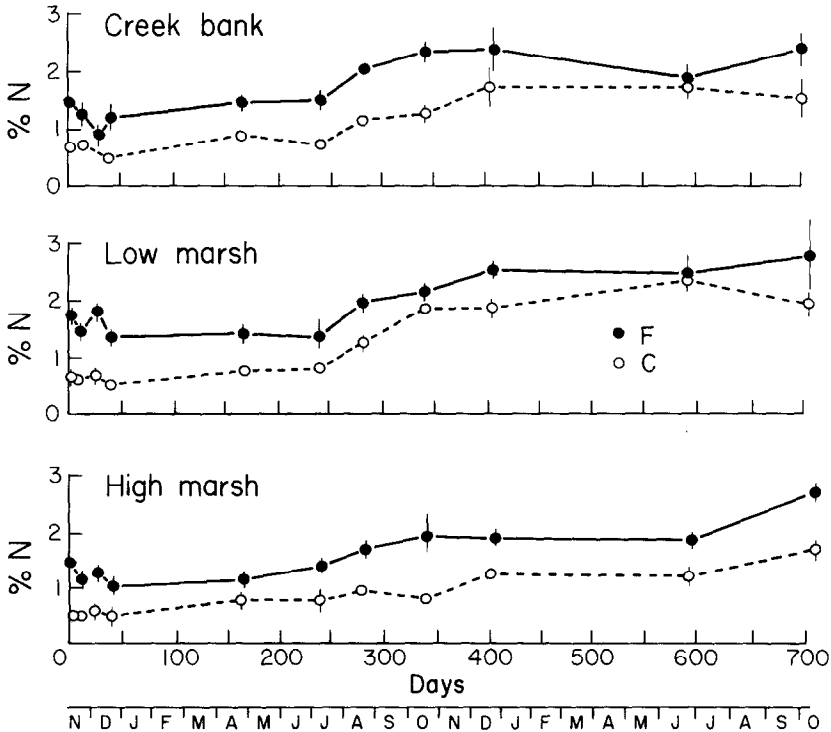 Creek bank
3
2
1
0
% N
Low marsh
3
2
1
0
% N
F
C
High marsh
3
2
1
% N
0 100 200 300 400 500 600 700
Days
N D J F M A M J J A S O N D J F M A M J J A S O